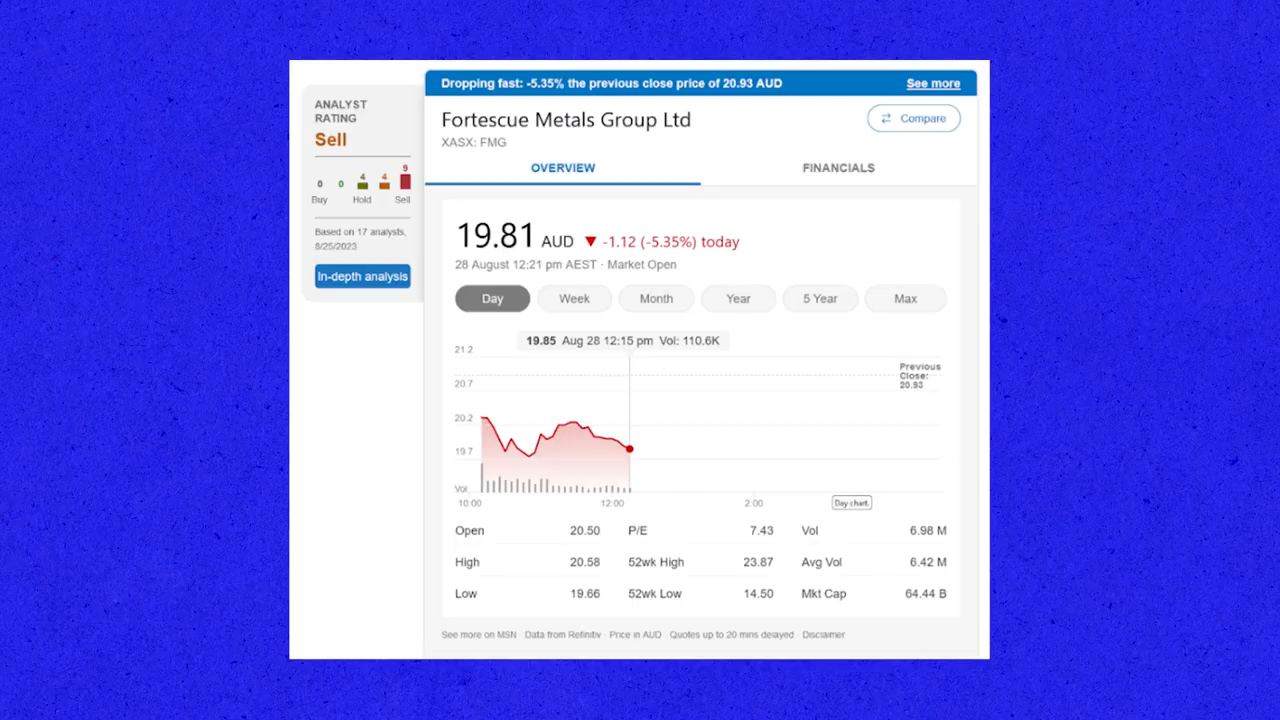 ANALYST
RATING
Sell
0 0 4 4 9
Buy Hold Sell
Based on 17 analysts,
8/25/2023
In-depth analysis
Dropping fast: -5.35% the previous close price of 20.93 AUD See more
Fortescue Metals Group Ltd
Compare
XASX: FMG
OVERVIEW FINANCIALS
19.81 AUD ▼ -1.12 (-5.35%) today
28 August 12:21 pm AEST · Market Open
Day Week Month Year 5 Year Max
19.85 Aug 28 12:15 pm Vol: 110.6K
21.2
Previous
Close:
20.93
20.7
20.2
19.7
Vol
10:00 12:00 2:00 Day chart.
Open 20.50 P/E 7.43 Vol 6.98 M
High 20.58 52wk High 23.87 Avg Vol 6.42 M
Low 19.66 52wk Low 14.50 Mkt Cap 64.44 B
See more on MSN · Data from Refinitiv · Price in AUD · Quotes up to 20 mins delayed · Disclaimer